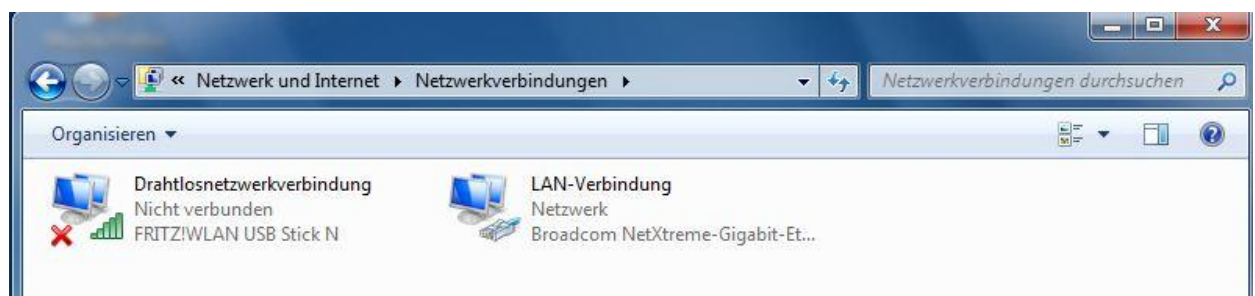 « Netzwerk und Internet ▸ Netzwerkverbindungen ▸
Netzwerkverbindungen durchsuchen
Organisieren
Drahtlosnetzwerkverbindung
Nicht verbunden
FRITZ!WLAN USB Stick N
LAN-Verbindung
Netzwerk
Broadcom NetXtreme-Gigabit-Et...